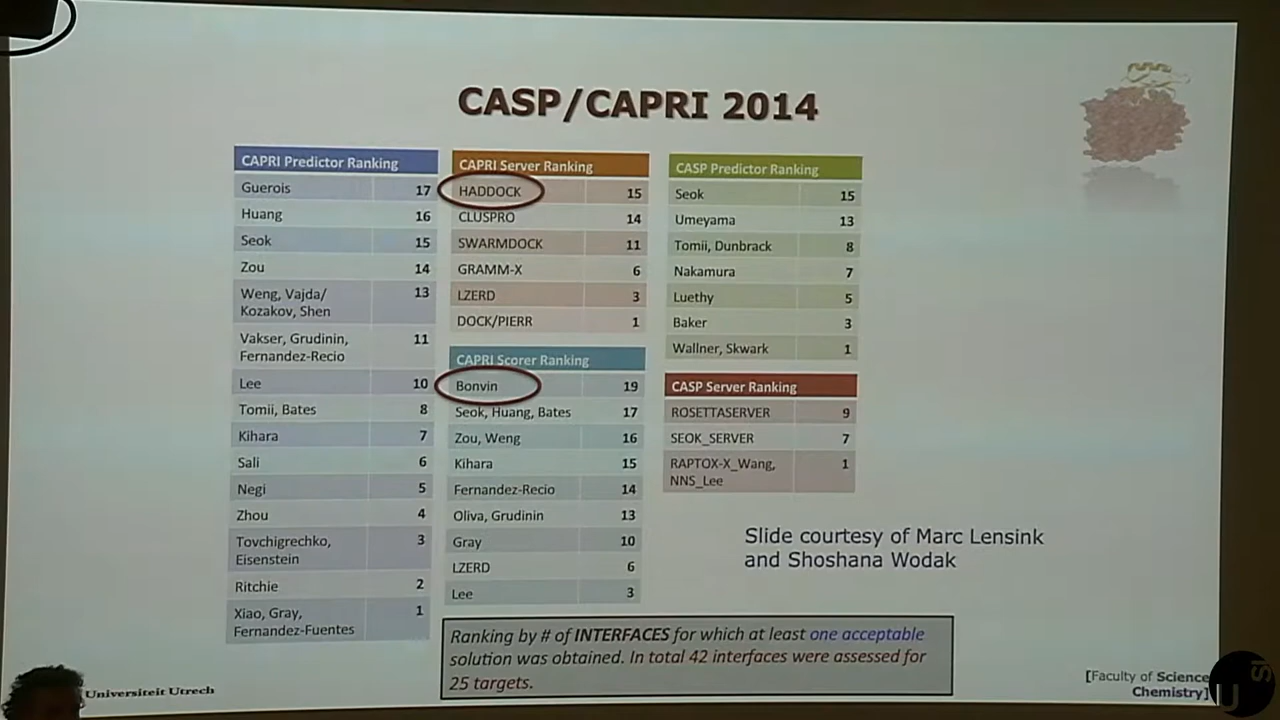 CASP/CAPRI 2014
CAPRI Predictor Ranking
Guerois 17
Huang 16
Seok 15
Zou 14
Weng, Vajda/ 13
Kozakov, Shen
Vakser, Grudinin, 11
Fernandez-Recio
Lee 10
Tomii, Bates 8
Kihara 7
Sali 6
Negi 5
Zhou 4
Tovchigrechko, 3
Eisenstein
Ritchie 2
Xiao, Gray, 1
Fernandez-Fuentes
CAPRI Server Ranking
HADDOCK 15
CLUSPRO 14
SWARMDOCK 11
GRAMM-X 6
LZERD 3
DOCK/PIERR 1
CAPRI Scorer Ranking
Bonvin 19
Seok, Huang, Bates 17
Zou, Weng 16
Kihara 15
Fernandez-Recio 14
Oliva, Grudinin 13
Gray 10
LZERD 6
Lee 3
CASP Predictor Ranking
Seok 15
Umeyama 13
Tomii, Dunbrack 8
Nakamura 7
Luethy 5
Baker 3
Wallner, Skwark 1
CASP Server Ranking
ROSETTASERVER 9
SEOK_SERVER 7
RAPTOX-X_Wang, 1
NNS_Lee
Slide courtesy of Marc Lensink
and Shoshana Wodak
Ranking by # of INTERFACES for which at least one acceptable
solution was obtained. In total 42 interfaces were assessed for
25 targets.
Universiteit Utrech
[Faculty of Science
Chemistry]
U
SI